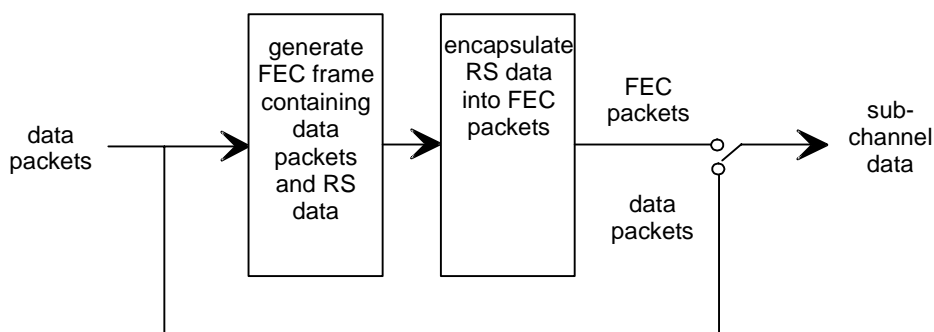 data
packets
generate
FEC frame
containing
data
packets
and RS
data
encapsulate
RS data
into FEC
packets
FEC
packets
data
packets
sub-
channel
data